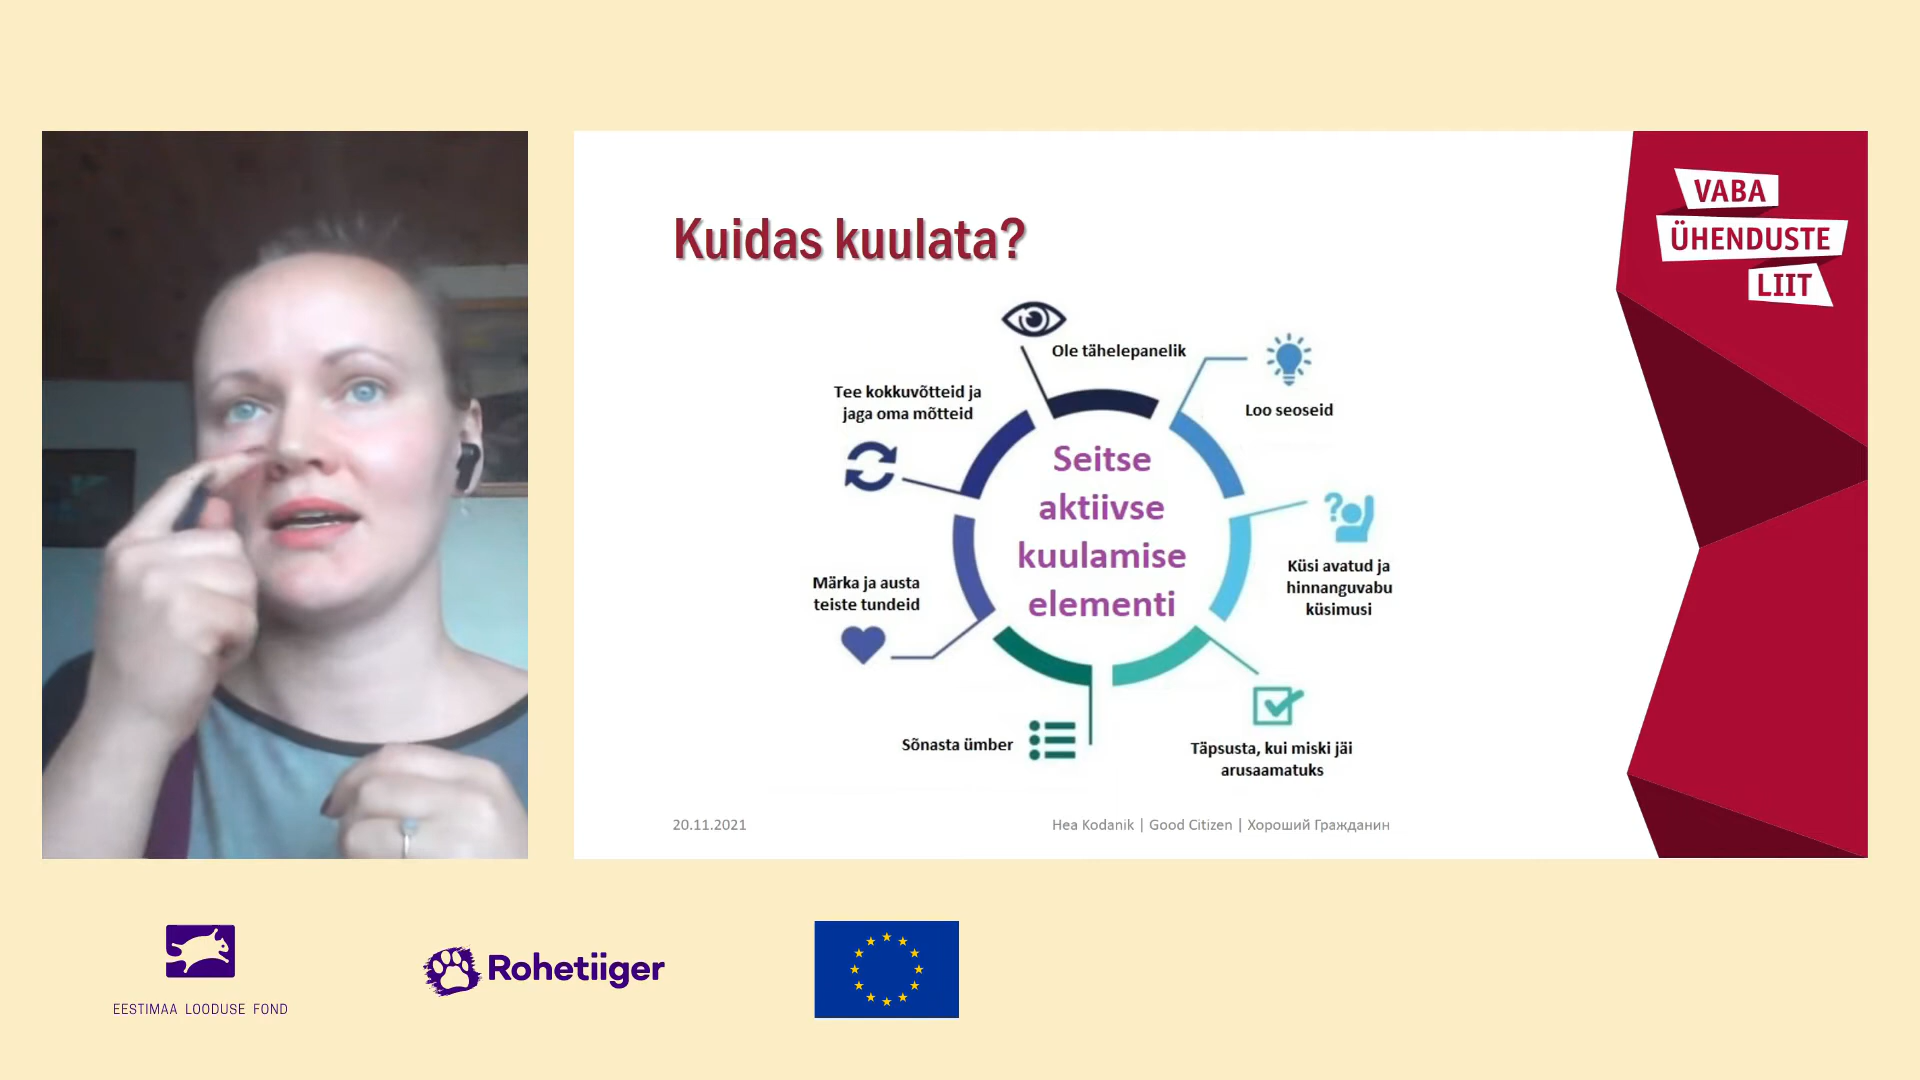 VABA
ÜHENDUSTE
LIIT
Kuidas kuulata?
Ole tähelepanelik
Loo seoseid
Küsi avatud ja
hinnanguvabu
küsimusi
Täpsusta, kui miski jäi
arusaamatuks
Sõnasta ümber
Märka ja austa
teiste tundeid
Tee kokkuvõtteid ja
jaga oma mõtteid
Seitse
aktiivse
kuulamise
elementi
?
20.11.2021
Hea Kodanik | Good Citizen | Хороший Гражданин
EESTIMAA LOODUSE FOND
Rohetiiger